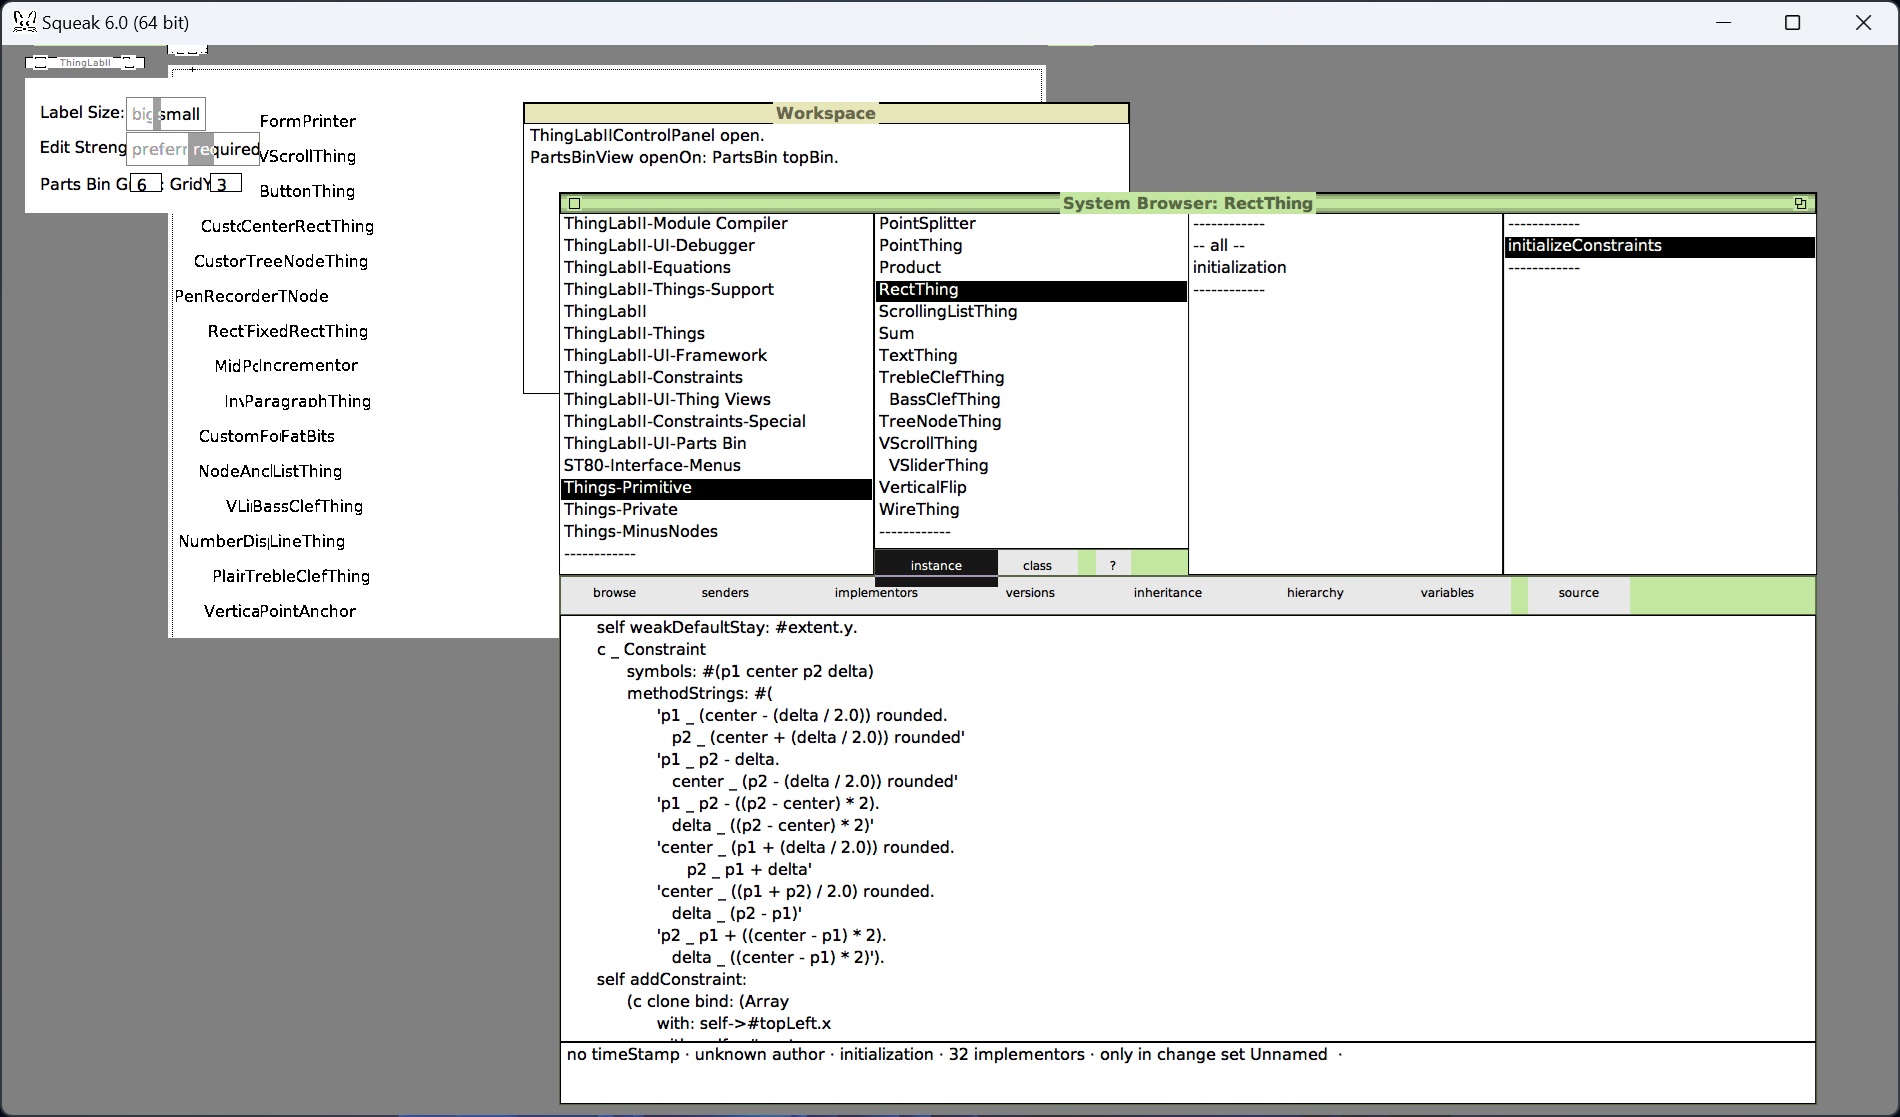 Squeak 6.0 (64 bit)
ThingLabII
Label Size: big small
Edit Streng preferr required
Parts Bin G 6 : GridY 3
FormPrinter
VScrollThing
ButtonThing
CustCenterRectThing
CustorTreeNodeThing
PenRecorderTNode
RectFixedRectThing
MidPcIncrementor
InvParagraphThing
CustomFoFatBits
NodeAnclListThing
VLiBassClefThing
NumberDispLineThing
PlainTrebleClefThing
VerticaPointAnchor
Workspace
ThingLabIIControlPanel open.
PartsBinView openOn: PartsBin topBin.
System Browser: RectThing
ThingLabII-Module Compiler
ThingLabII-UI-Debugger
ThingLabII-Equations
ThingLabII-Things-Support
ThingLabII
ThingLabII-Things
ThingLabII-UI-Framework
ThingLabII-Constraints
ThingLabII-UI-Thing Views
ThingLabII-Constraints-Special
ThingLabII-UI-Parts Bin
ST80-Interface-Menus
Things-Primitive
Things-Private
Things-MinusNodes
------------
PointSplitter
PointThing
Product
RectThing
ScrollingListThing
Sum
TextThing
TrebleClefThing
BassClefThing
TreeNodeThing
VScrollThing
VSliderThing
VerticalFlip
WireThing
------------
instance class ?
------------
-- all --
initialization
------------
------------
initializeConstraints
------------
browse senders implementors versions inheritance hierarchy variables source
self weakDefaultStay: #extent.y.
c _ Constraint
symbols: #(p1 center p2 delta)
methodStrings: #(
'p1 _ (center - (delta / 2.0)) rounded.
p2 _ (center + (delta / 2.0)) rounded'
'p1 _ p2 - delta.
center _ (p2 - (delta / 2.0)) rounded'
'p1 _ p2 - ((p2 - center) * 2).
delta _ ((p2 - center) * 2)'
'center _ (p1 + (delta / 2.0)) rounded.
p2 _ p1 + delta'
'center _ ((p1 + p2) / 2.0) rounded.
delta _ (p2 - p1)'
'p2 _ p1 + ((center - p1) * 2).
delta _ ((center - p1) * 2)').
self addConstraint:
(c clone bind: (Array
with: self->#topLeft.x
no timeStamp · unknown author · initialization · 32 implementors · only in change set Unnamed ·